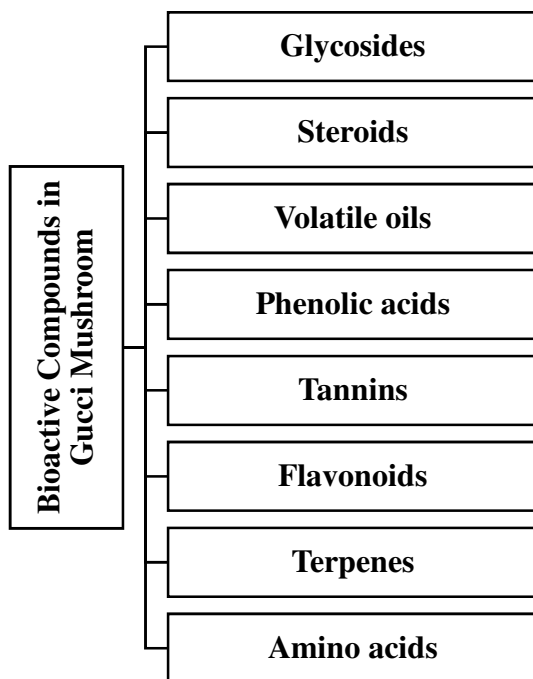 Bioactive Compounds in
Gucci Mushroom
Glycosides
Steroids
Volatile oils
Phenolic acids
Tannins
Flavonoids
Terpenes
Amino acids